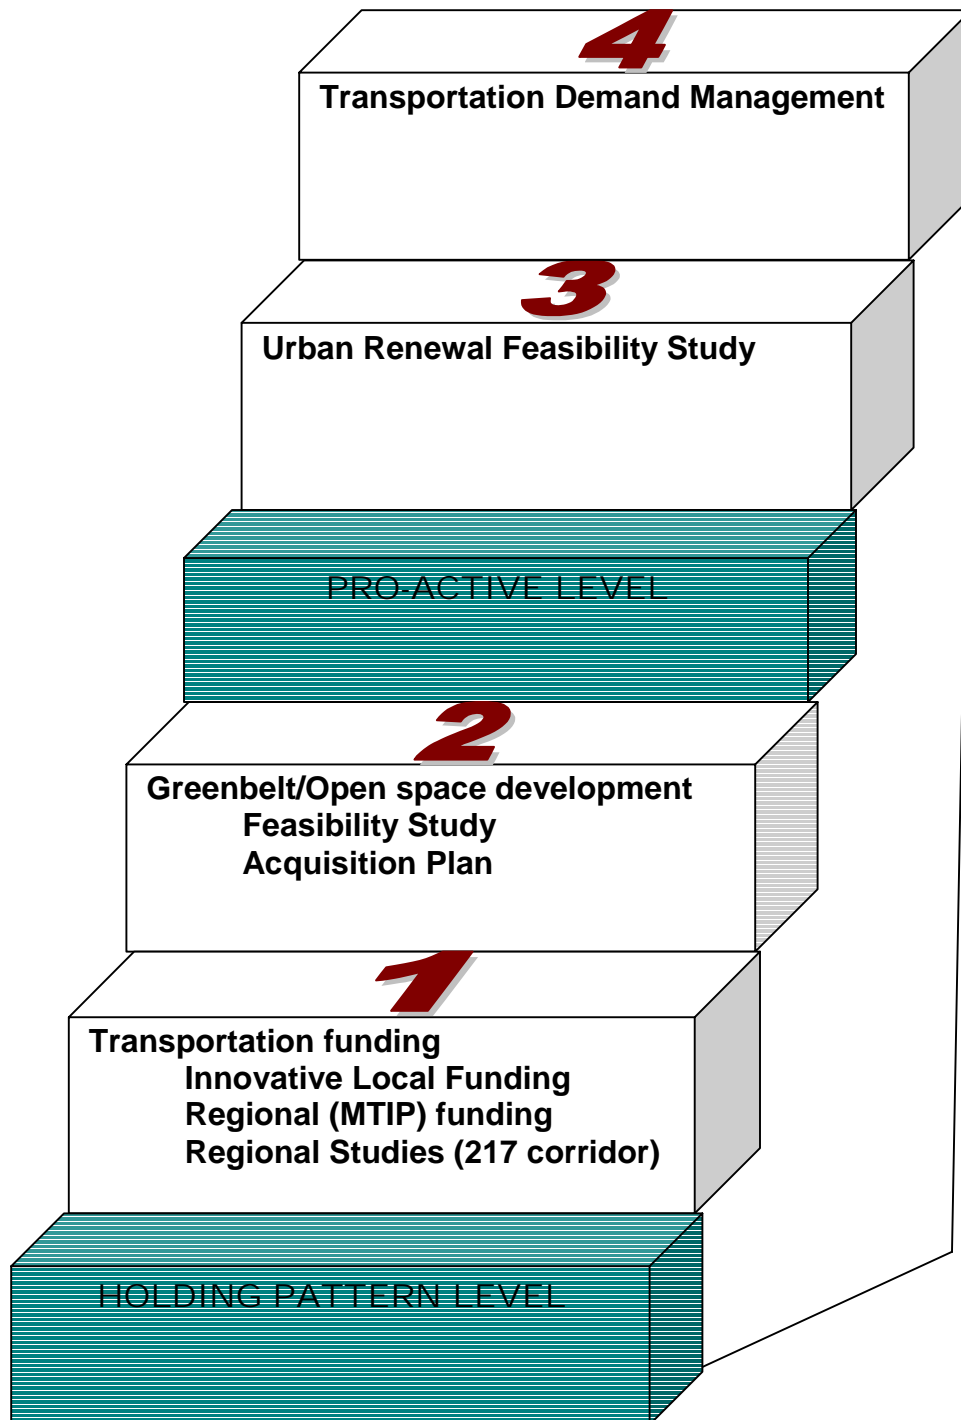 4
Transportation Demand Management
3
Urban Renewal Feasibility Study
PRO-ACTIVE LEVEL
2
Greenbelt/Open space development
Feasibility Study
Acquisition Plan
1
Transportation funding
Innovative Local Funding
Regional (MTIP) funding
Regional Studies (217 corridor)
HOLDING PATTERN LEVEL